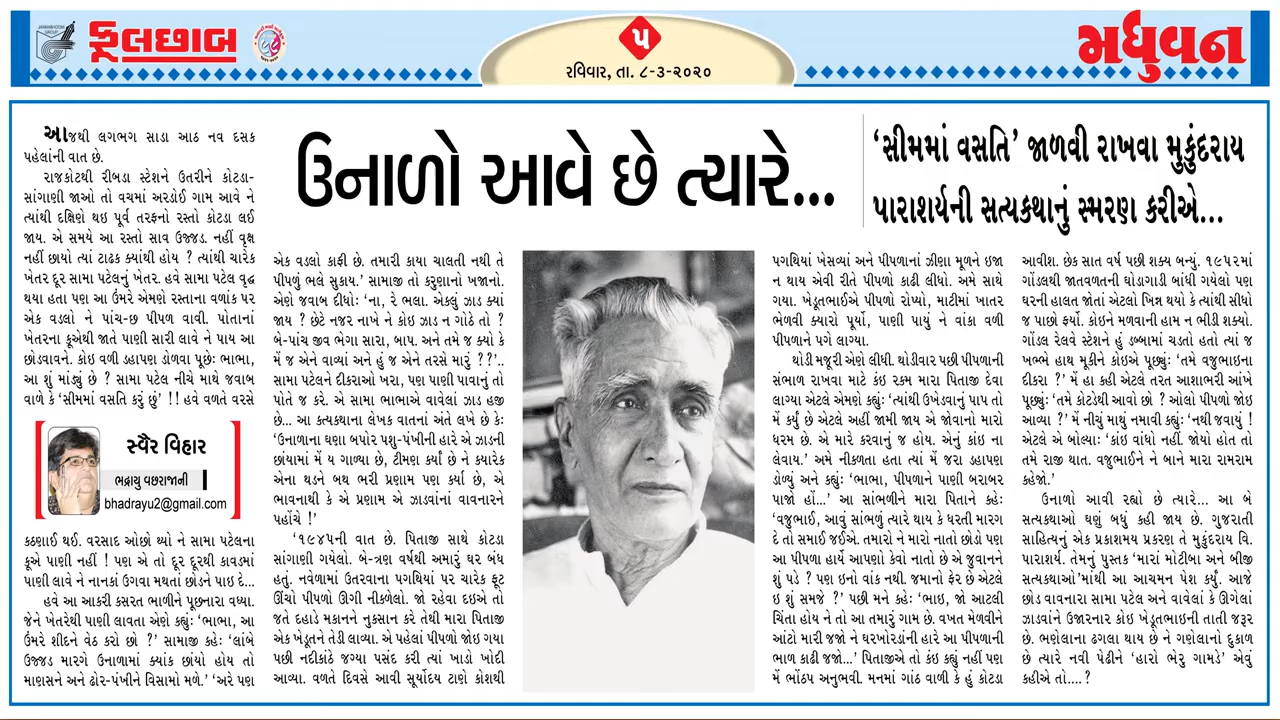 JANMABHOOMI GROUP
ફૂલછાબ
૫
રવિવાર, તા. ૮-૩-૨૦૨૦
મધુવન
ઉનાળો આવે છે ત્યારે...
‘સીમમાં વસતિ’ જાળવી રાખવા મુકુંદરાય
પારાશર્યની સત્યકથાનું સ્મરણ કરીએ...
આજથી લગભગ સાડા આઠ નવ દસક
પહેલાંની વાત છે.
રાજકોટથી રીબડા સ્ટેશને ઉતરીને કોટડા-
સાંગાણી જાઓ તો વચમાં અરડોઈ ગામ આવે ને
ત્યાંથી દક્ષિણે થઇ પૂર્વ તરફનો રસ્તો કોટડા લઈ
જાય. એ સમયે આ રસ્તો સાવ ઉજ્જડ. નહીં વૃક્ષ
નહીં છાયો ત્યાં ટાઢક ક્યાંથી હોય ? ત્યાંથી ચારેક
ખેતર દૂર સામા પટેલનું ખેતર. હવે સામા પટેલ વૃદ્ધ
થયા હતા પણ આ ઉંમરે એમણે રસ્તાના વળાંક પર
એક વડલો ને પાંચ-છ પીપળ વાવી. પોતાનાં
ખેતરના કૂએથી જાતે પાણી સારી લાવે ને પાય આ
છોડવાવને. કોઇ વળી ડહાપણ ડોળવા પૂછે: ભાભા,
આ શું માંડ્યું છે ? સામા પટેલ નીચે માથે જવાબ
વાળે કે ‘સીમમાં વસતિ કરું છું’ !! હવે વળતે વરસે
સ્વૈર વિહાર
ભદ્રાયુ વછરાજાની
bhadrayu2@gmail.com
કઠણાઈ થઈ. વરસાદ ઓછો થ્યો ને સામા પટેલના
કૂએ પાણી નહીં ! પણ એ તો દૂર દૂરથી કાવડમાં
પાણી લાવે ને નાનકાં ઉગવા મથતાં છોડને પાઇ દે...
હવે આ આકરી કસરત ભાળીને પૂછનારા વધ્યા.
જેને ખતરેથી પાણી લાવતા એણે કહ્યું: ‘ભાભા, આ
ઉંમરે શીદને વેઠ કરો છો ?’ સામાજી કહે: ‘લાંબે
ઉજ્જડ મારગે ઉનાળામાં ક્યાંક છાંયો હોય તો
માણસને અને ઢોર-પંખીને વિસામો મળે.’ ‘અરે પણ
એક વડલો કાફી છે. તમારી કાયા ચાલતી નથી તે
પીપળું ભલે સુકાય.’ સામાજી તો કરુણાનો ખજાનો.
એણે જવાબ દીધો: ‘ના, રે ભલા. એકલું ઝાડ ક્યાં
જાય ? છેટે નજર નાખે ને કોઇ ઝાડ ન ગોઠે તો ?
બે-પાંચ જીવ ભેગા સારા, બાપ. અને તમે જ ક્યો કે
મેં જ એને વાવ્યાં અને હું જ એને તરસે મારું ??’..
સામા પટેલને દીકરાઓ ખરા, પણ પાણી પાવાનું તો
પોતે જ કરે. એ સામા ભાભાએ વાવેલાં ઝાડ હજી
છે... આ કત્યકથાના લેખક વાતનાં અંતે લખે છે કે:
‘ઉનાળાના ઘણા બપોર પશુ-પંખીની હારે એ ઝાડની
છાંયામાં મેં ય ગાળ્યા છે, ટીમણ કર્યાં છે ને ક્યારેક
એના થડને બથ ભરી પ્રણામ પણ કર્યા છે, એ
ભાવનાથી કે એ પ્રણામ એ ઝાડવાંના વાવનારને
પહોંચે !’
‘૧૯૪૫ની વાત છે. પિતાજી સાથે કોટડા
સાંગાણી ગયેલો. બે-ત્રણ વર્ષથી અમારું ઘર બંધ
હતું. નવેળામાં ઉતરવાના પગથિયાં પર ચારેક ફૂટ
ઊંચો પીપળો ઊગી નીકળેલો. જો રહેવા દઇએ તો
જતે દહાડે મકાનને નુક્સાન કરે તેથી મારા પિતાજી
એક ખેડૂતને તેડી લાવ્યા. એ પહેલાં પીપળો જોઇ ગયા
પછી નદીકાંઠે જગ્યા પસંદ કરી ત્યાં ખાડો ખોદી
આવ્યા. વળતે દિવસે આવી સૂર્યોદય ટાણે કોશથી
પગથિયાં ખેસવ્યાં અને પીપળાનાં ઝીણા મૂળને ઇજા
ન થાય એવી રીતે પીપળો કાઢી લીધો. અમે સાથે
ગયા. ખેડૂતભાઈએ પીપળો રોપ્યો, માટીમાં ખાતર
ભેળવી ક્યારો પૂર્યો, પાણી પાયું ને વાંકા વળી
પીપળાને પગે લાગ્યા.
થોડી મજૂરી એણે લીધી. થોડીવાર પછી પીપળાની
સંભાળ રાખવા માટે કંઇ રકમ મારા પિતાજી દેવા
લાગ્યા એટલે એમણે કહ્યું: ‘ત્યાંથી ઉખેડવાનું પાપ તો
મેં કર્યું છે એટલે અહીં જામી જાય એ જોવાનો મારો
ધરમ છે. એ મારે કરવાનું જ હોય. એનું કાંઇ ના
લેવાય.’ અમે નીકળતા હતા ત્યાં મેં જરા ડહાપણ
ડોળ્યું અને કહ્યું: ‘ભાભા, પીપળાને પાણી બરાબર
પાજો હોં...’ આ સાંભળીને મારા પિતાને કહે:
‘વજુભાઈ, આવું સાંભળું ત્યારે થાય કે ધરતી મારગ
દે તો સમાઈ જઈએ. તમારો ને મારો નાતો છોડો પણ
આ પીપળા હાર્યે આપણો કેવો નાતો છે એ જુવાનને
શું પડે ? પણ ઇનો વાંક નથી. જમાનો ફેર છે એટલે
ઇ શું સમજે ?’ પછી મને કહે: ‘ભાઇ, જો આટલી
ચિંતા હોય ને તો આ તમારું ગામ છે. વખત મળ્વીને
આંટો મારી જજો ને ઘરખોરડાંની હારે આ પીપળાની
ભાળ કાઢી જજો...’ પિતાજીએ તો કંઇ કહ્યું નહીં પણ
મેં ભોંઠપ અનુભવી. મનમાં ગાંઠ વાળી કે હું કોટડા
આવીશ. છેક સાત વર્ષ પછી શક્ય બન્યું. ૧૯૫૨માં
ગોંડલથી જાતવળતની ઘોડાગાડી બાંધી ગયેલો પણ
ઘરની હાલત જોતાં એટલો ખિન્ન થયો કે ત્યાંથી સીધો
જ પાછો ફર્યો. કોઇને મળવાની હામ ન ભીડી શક્યો.
ગોંડલ રેલવે સ્ટેશને હું ડબ્બામાં ચડતો હતો ત્યાં જ
ખભ્ભે હાથ મૂકીને કોઇએ પૂછ્યું: ‘તમે વજુભાઇના
દીકરા ?’ મેં હા કહી એટલે તરત આશાભરી આંખે
પૂછ્યું: ‘તમે કોટડેથી આવો છો ? ઓલો પીપળો જોઇ
આવ્યા ?’ મેં નીચું માથું નમાવી કહ્યું: ‘નથી જવાયું !
એટલે એ બોલ્યા: ‘કાંઇ વાંધો નહીં. જોયો હોત તો
તમે રાજી થાત. વજુભાઈને ને બાને મારા રામરામ
કહેજો.’
ઉનાળો આવી રહ્યો છે ત્યારે... આ બે
સત્યકથાઓ ઘણું બધું કહી જાય છે. ગુજરાતી
સાહિત્યનું એક પ્રકાશમય પ્રકરણ તે મુકુંદરાય વિ.
પારાશર્ય. તેમનું પુસ્તક ‘મારાં મોટીબા અને બીજી
સત્યકથાઓ’માંથી આ આચમન પેશ કર્યું. આજે
છોડ વાવનારા સામા પટેલ અને વાવેલાં કે ઊગેલાં
ઝાડવાંને ઉજારનાર કોઇ ખેડૂતભાઇની તાતી જરૂર
છે. ભણેલાના ઢગલા થાય છે ને ગણેલાનો દુકાળ
છે ત્યારે નવી પેઢીને ‘હારો ભેરુ ગામડે’ એવું
કહીએ તો....?